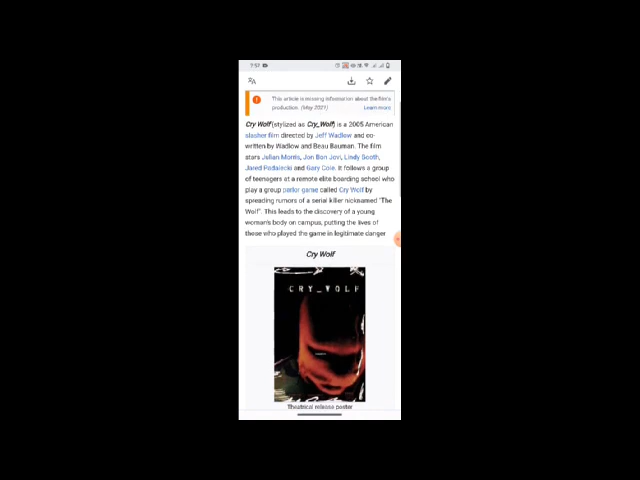 7:57
This article is missing information about the film's
production. (May 2021)
Learn more
Cry Wolf (stylized as Cry_Wolf) is a 2005 American
slasher film directed by Jeff Wadlow and co-
written by Wadlow and Beau Bauman. The film
stars Julian Morris, Jon Bon Jovi, Lindy Booth,
Jared Padalecki and Gary Cole. It follows a group
of teenagers at a remote elite boarding school who
play a group parlor game called Cry Wolf by
spreading rumors of a serial killer nicknamed "The
Wolf". This leads to the discovery of a young
woman's body on campus, putting the lives of
those who played the game in legitimate danger
Cry Wolf
CRY_WOLF
Theatrical release poster